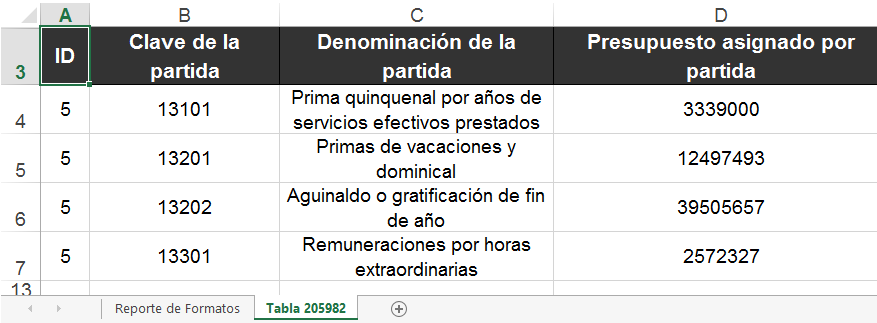 A B C D
3 ID Clave de la partida Denominación de la partida Presupuesto asignado por partida
4 5 13101 Prima quinquenal por años de servicios efectivos prestados 3339000
5 5 13201 Primas de vacaciones y dominical 12497493
6 5 13202 Aguinaldo o gratificación de fin de año 39505657
7 5 13301 Remuneraciones por horas extraordinarias 2572327
13
Reporte de Formatos Tabla 205982